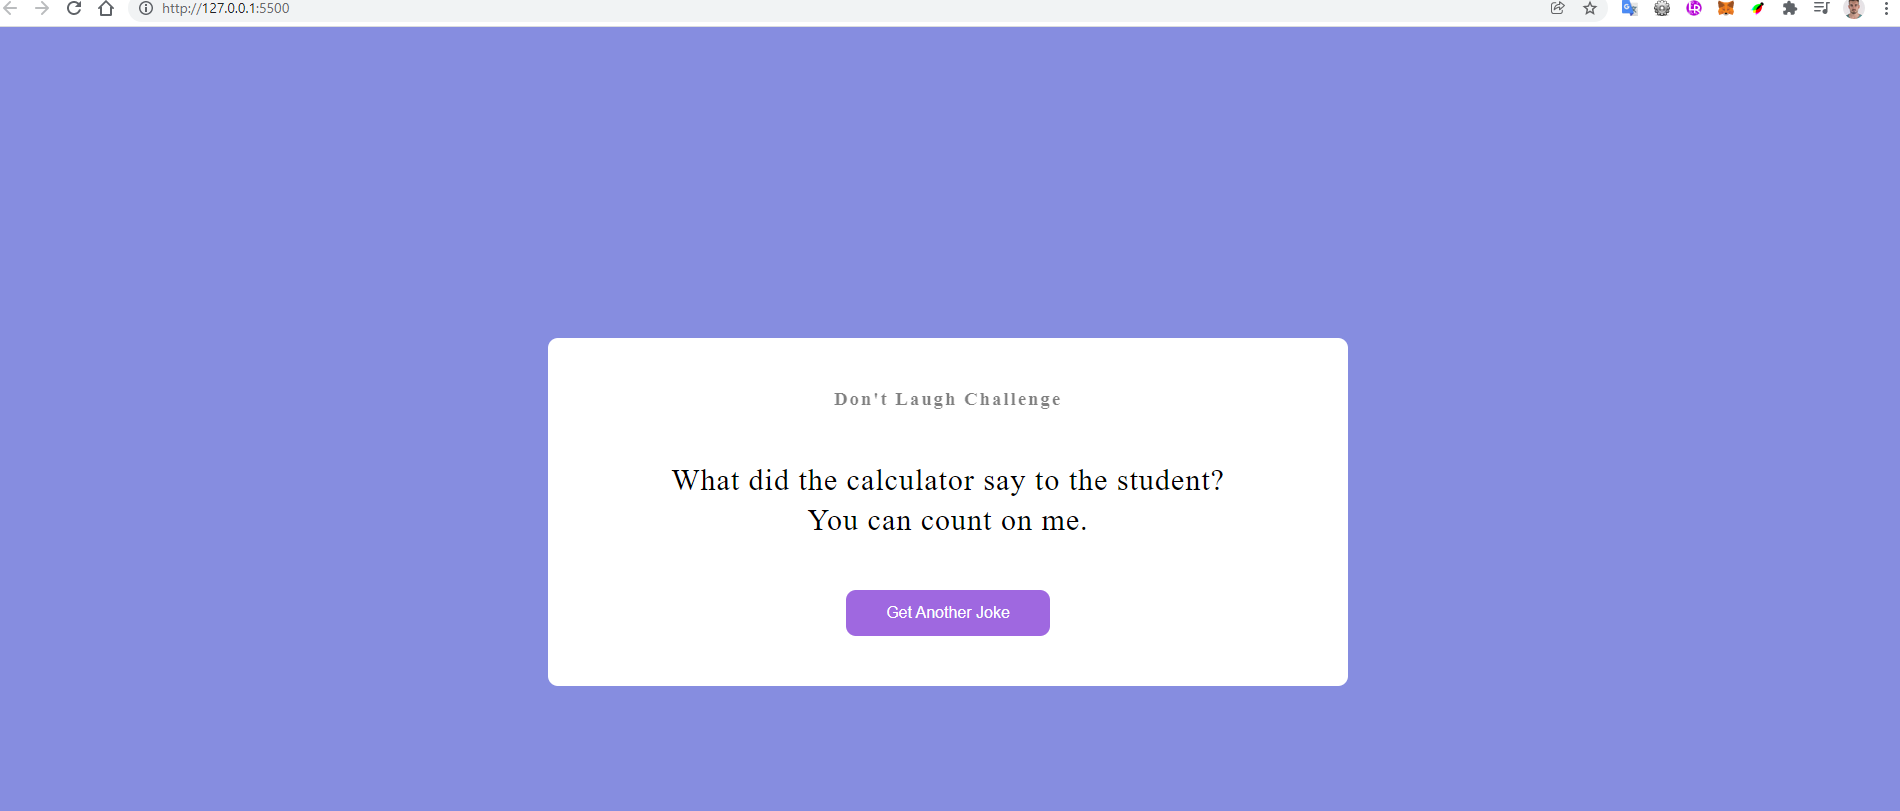 http://127.0.0.1:5500
Don't Laugh Challenge
What did the calculator say to the student?
You can count on me.
Get Another Joke